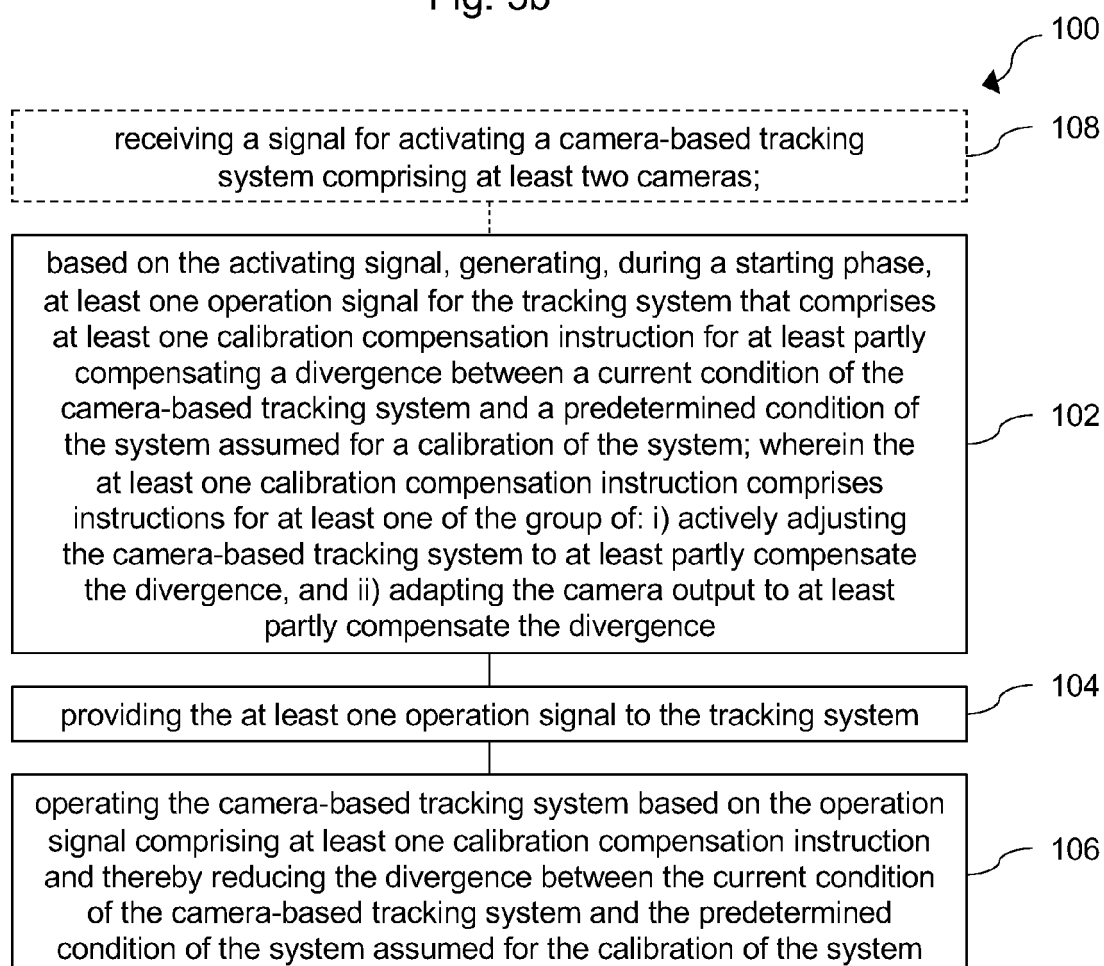 Fig.
100
receiving a signal for activating a camera-based tracking
system comprising at least two cameras;
108
based on the activating signal, generating, during a starting phase,
at least one operation signal for the tracking system that comprises
at least one calibration compensation instruction for at least partly
compensating a divergence between a current condition of the
camera-based tracking system and a predetermined condition of
the system assumed for a calibration of the system; wherein the
at least one calibration compensation instruction comprises
instructions for at least one of the group of: i) actively adjusting
the camera-based tracking system to at least partly compensate
the divergence, and ii) adapting the camera output to at least
partly compensate the divergence
102
providing the at least one operation signal to the tracking system
104
operating the camera-based tracking system based on the operation
signal comprising at least one calibration compensation instruction
and thereby reducing the divergence between the current condition
of the camera-based tracking system and the predetermined
condition of the system assumed for the calibration of the system
106